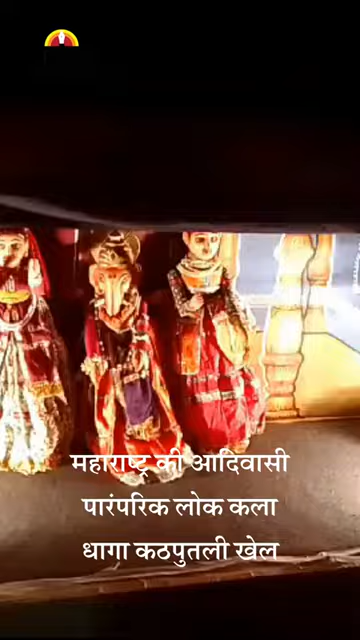 महाराष्ट्र की आदिवासी
पारंपरिक लोक कला
धागा कठपुतली खेल